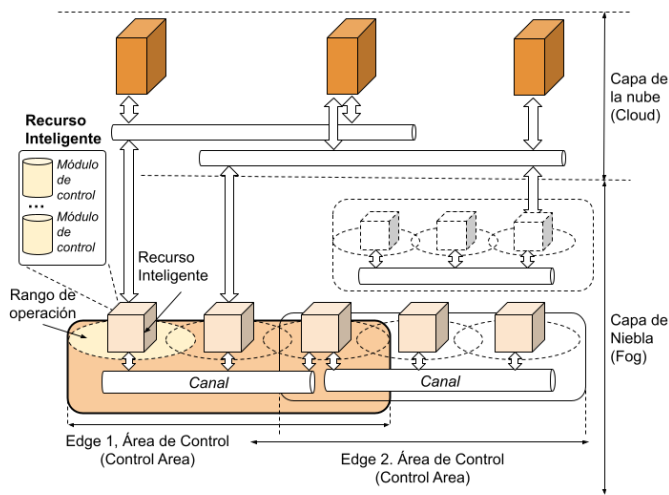 Capa de
la nube
(Cloud)
Recurso
Inteligente
Módulo
de
control
...
Módulo
de
control
Recurso
Inteligente
Rango de
operación
Capa de
Niebla
(Fog)
Canal
Canal
Edge 1, Área de Control
(Control Area)
Edge 2. Área de Control
(Control Area)